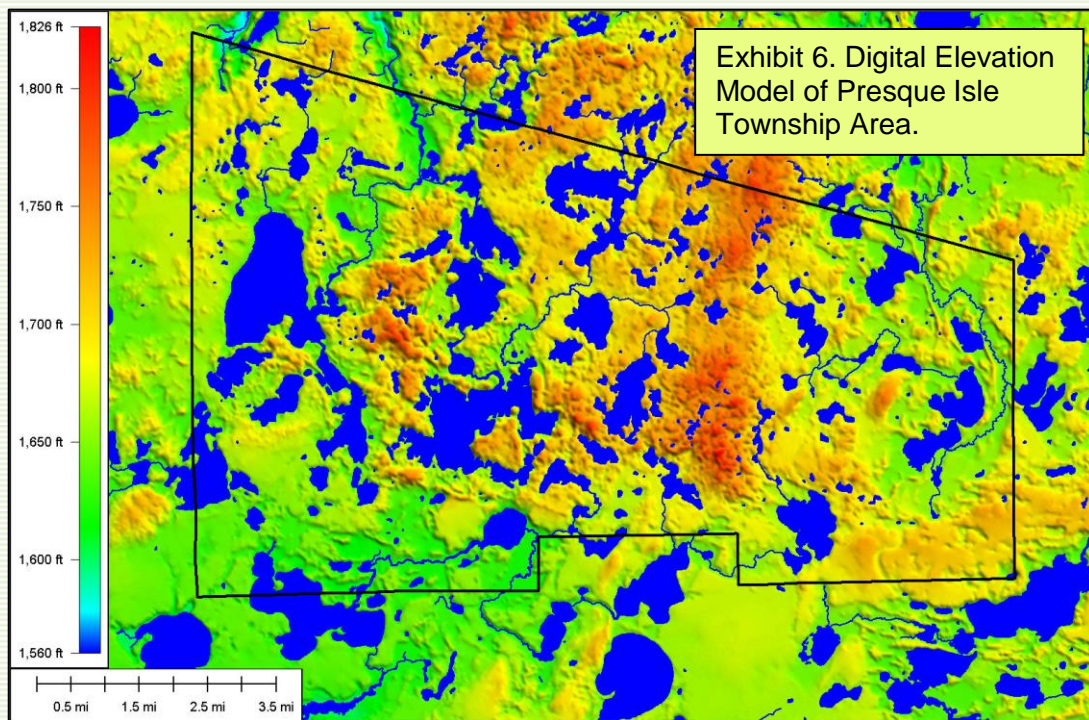 Exhibit 6. Digital Elevation
Model of Presque Isle
Township Area.
1,826 ft
1,800 ft
1,750 ft
1,700 ft
1,650 ft
1,600 ft
1,560 ft
0.5 mi 1.5 mi 2.5 mi 3.5 mi